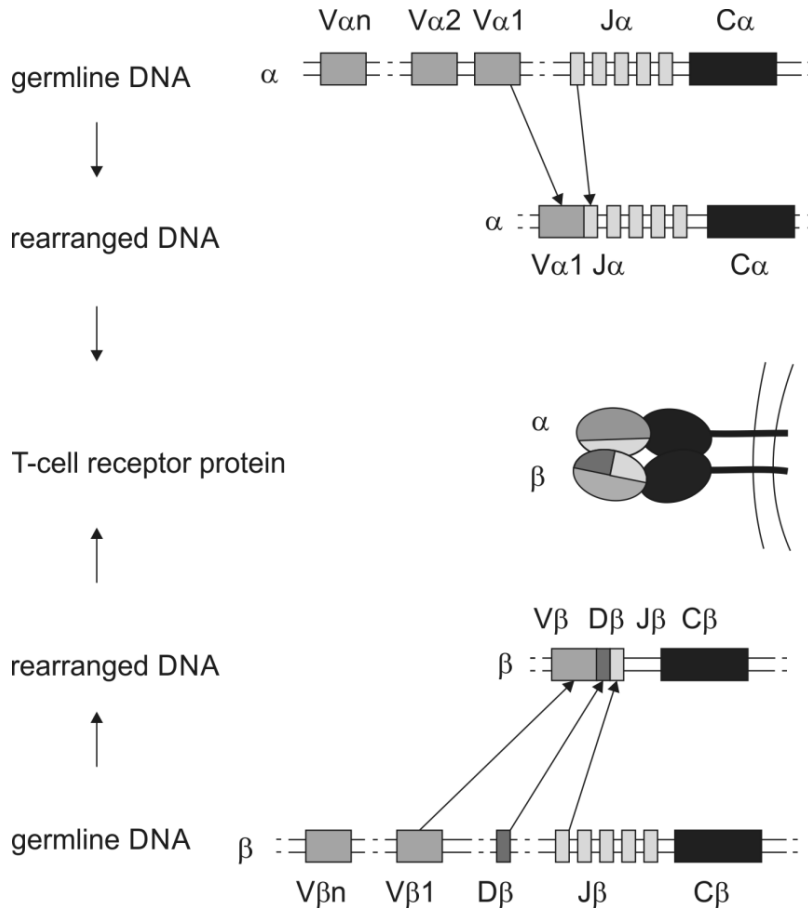 Vαn Vα2 Vα1 Jα Cα
germline DNA α
rearranged DNA α
Vα1 Jα Cα
α
T-cell receptor protein
β
Vβ Dβ Jβ Cβ
rearranged DNA β
germline DNA β
Vβn Vβ1 Dβ Jβ Cβ